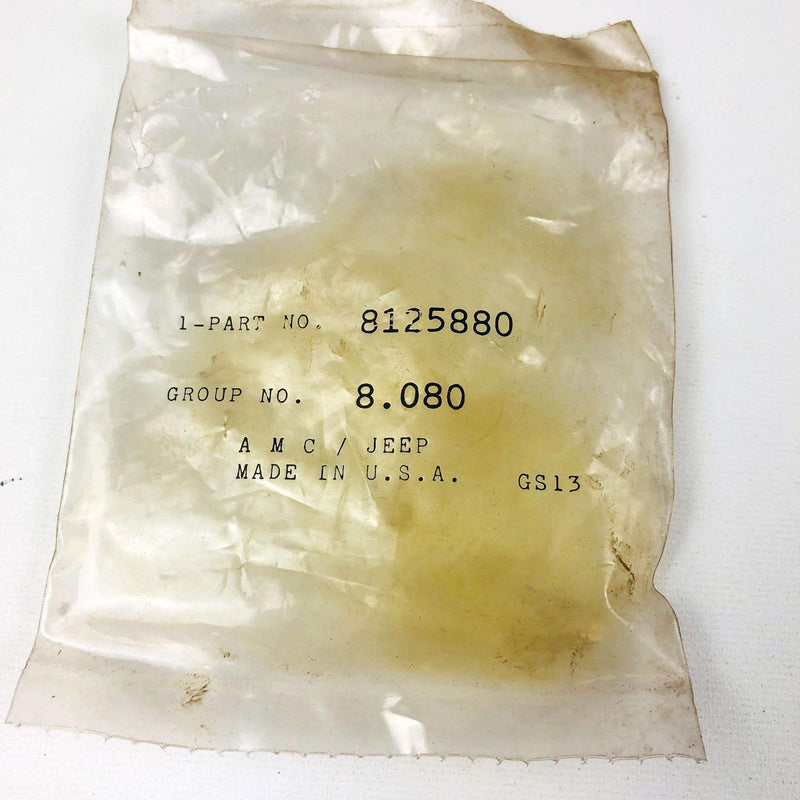 1-PART NO. 8125880
GROUP NO. 8.080
A M C / JEEP
MADE IN U.S.A. GS13